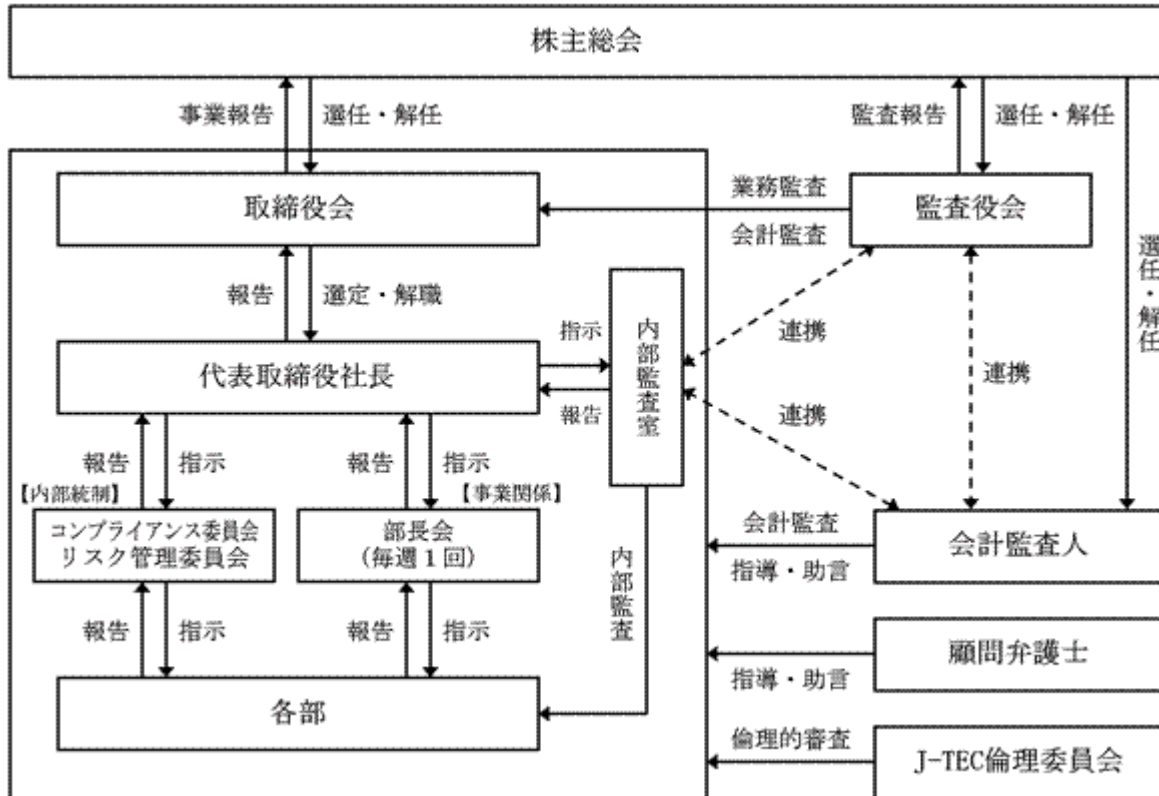 株主総会
事業報告
選任・解任
監査報告
選任・解任
取締役会
業務監査
会計監査
監査役会
選任・解任
報告
選定・解職
内部監査室
連携
指示
代表取締役社長
報告
連携
連携
報告
指示
報告
指示
【内部統制】
【事業関係】
コンプライアンス委員会
リスク管理委員会
部長会
(毎週1回)
内部監査
会計監査
指導・助言
会計監査人
報告
指示
報告
指示
顧問弁護士
指導・助言
各部
倫理的審査
J-TEC倫理委員会